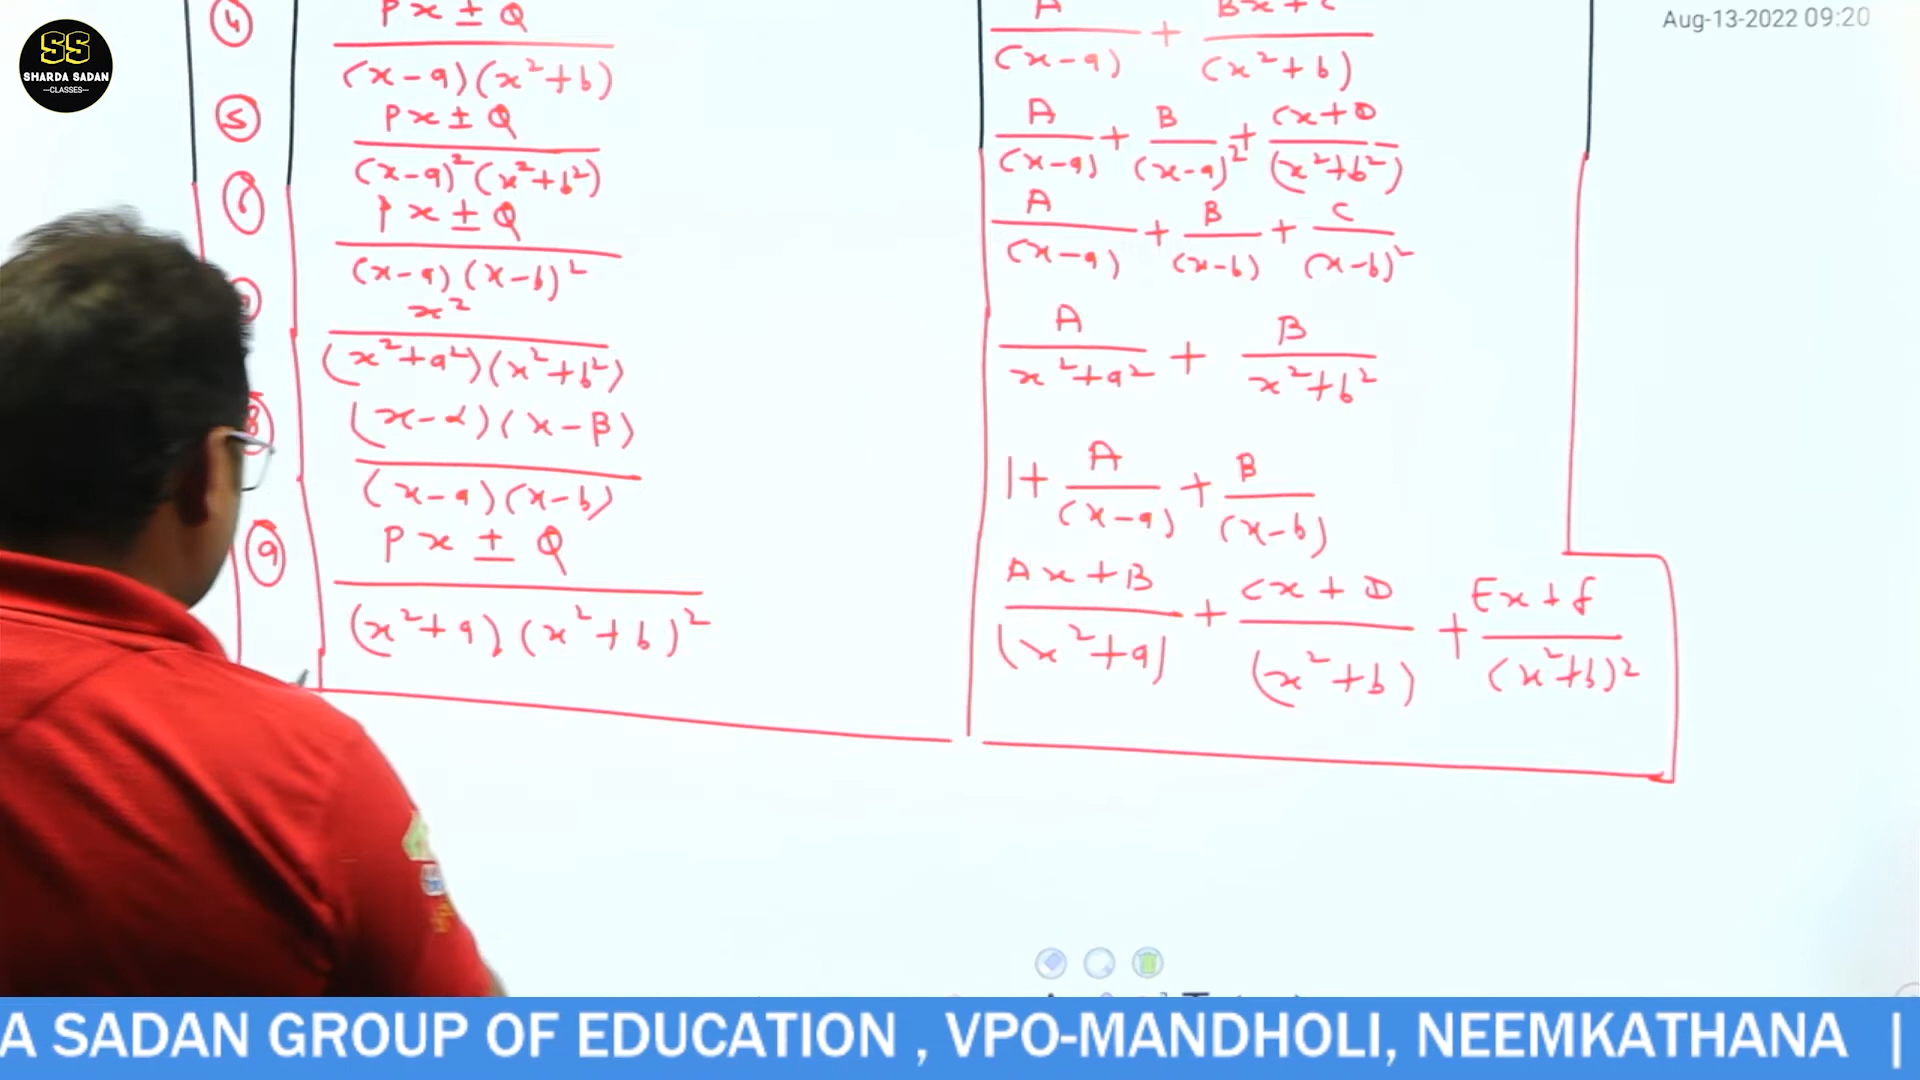 SS
SHARDA SADAN
---CLASSES---
Aug-13-2022 09:20
④ Px ± Q / (x-a)(x²+b)    A/(x-a) + Bx+C/(x²+b)
⑤ Px ± Q / (x-a)²(x²+b²)    A/(x-a) + B/(x-a)² + Cx+D/(x²+b²)
Px ± Q / (x-a)(x-b)²    A/(x-a) + B/(x-b) + C/(x-b)²
x² / (x²+a²)(x²+b²)    A/x²+a² + B/x²+b²
⑧ (x-α)(x-β) / (x-a)(x-b)    1+ A/(x-a) + B/(x-b)
⑨ Px ± Q / (x²+a)(x²+b)²    Ax+B/(x²+a) + Cx+D/(x²+b) + Ex+f/(x²+b)²
A SADAN GROUP OF EDUCATION , VPO-MANDHOLI, NEEMKATHANA |